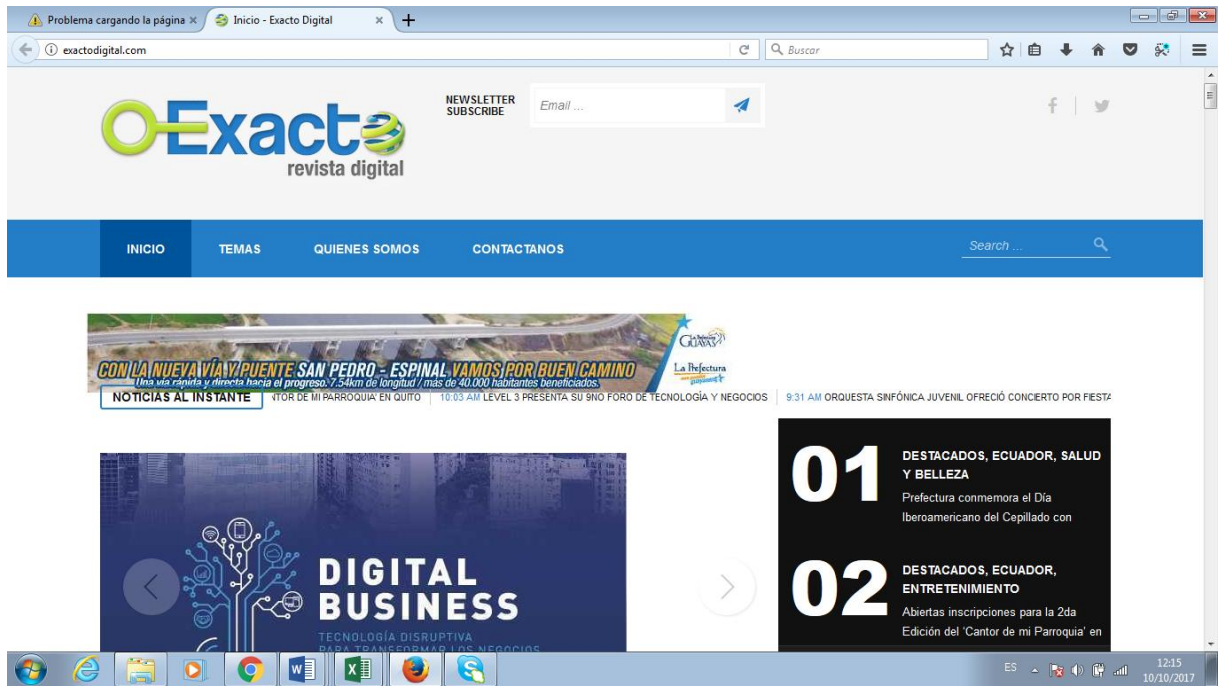 Problema cargando la página
Inicio - Exacto Digital
exactodigital.com
Buscar
Exacto
revista digital
NEWSLETTER
SUBSCRIBE
Email ...
INICIO
TEMAS
QUIENES SOMOS
CONTACTANOS
Search ...
GUAYAS
La Prefectura
CON LA NUEVA VÍA Y PUENTE SAN PEDRO - ESPINAL VAMOS POR BUEN CAMINO
Una vía rápida y directa hacia el progreso. 7.54km de longitud / más de 40.000 habitantes beneficiados.
NOTICIAS AL INSTANTE
TOR DE MI PARROQUIA' EN QUITO
10:03 AM LEVEL 3 PRESENTA SU 9NO FORO DE TECNOLOGÍA Y NEGOCIOS
9:31 AM ORQUESTA SINFÓNICA JUVENIL OFRECIÓ CONCIERTO POR FIESTA
DIGITAL
BUSINESS
TECNOLOGÍA DISRUPTIVA
PARA TRANSFORMAR LOS NEGOCIOS
01
DESTACADOS, ECUADOR, SALUD
Y BELLEZA
Prefectura conmemora el Día
Iberoamericano del Cepillado con
02
DESTACADOS, ECUADOR,
ENTRETENIMIENTO
Abiertas inscripciones para la 2da
Edición del 'Cantor de mi Parroquia' en
ES
12:15
10/10/2017